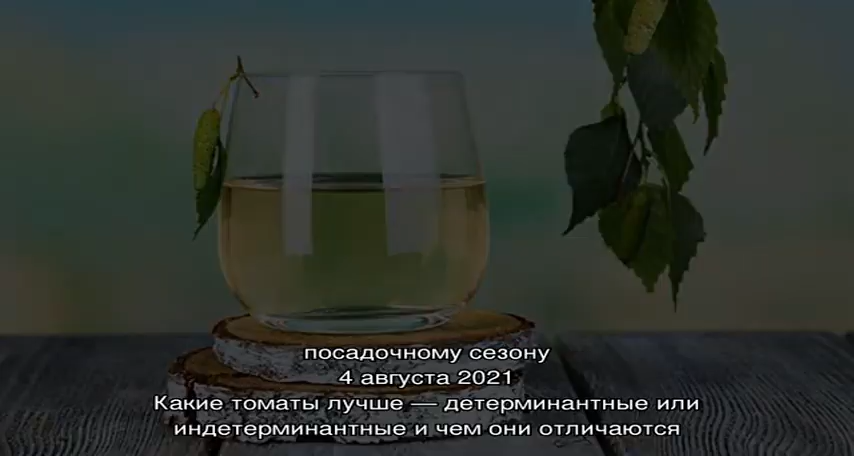 посадочному сезону
4 августа 2021
Какие томаты лучше — детерминантные или
индетерминантные и чем они отличаются